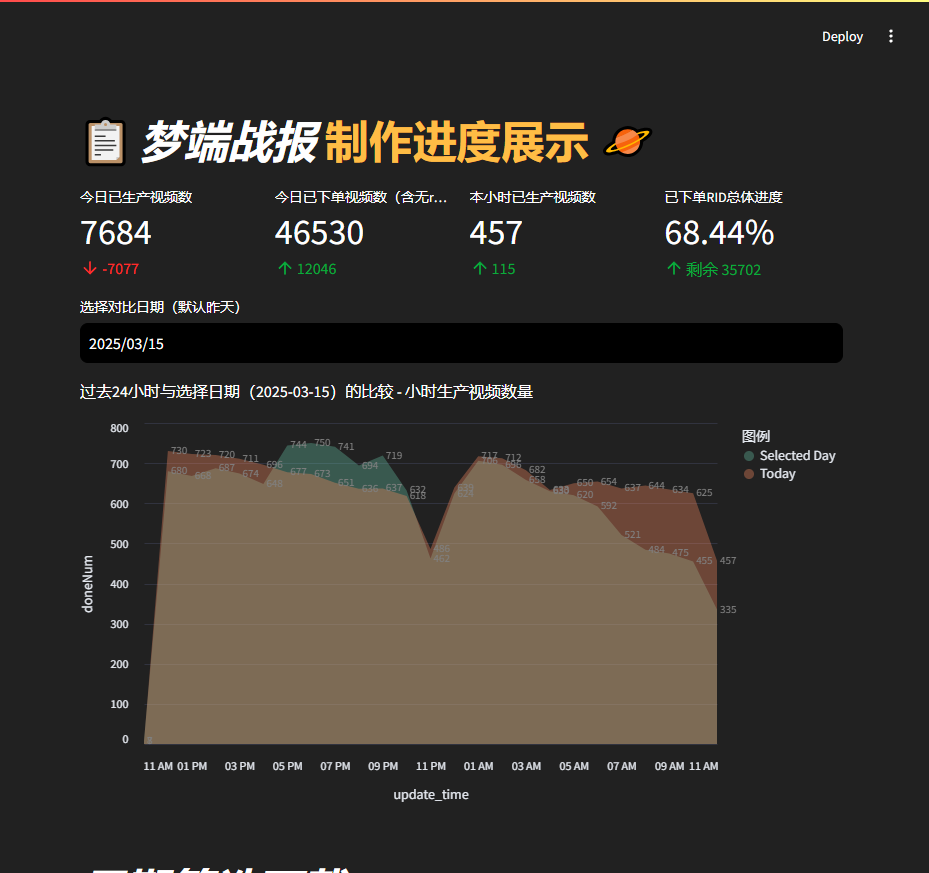 Deploy
梦端战报 制作进度展示
今日已生产视频数
7684
-7077
今日已下单视频数（含无r...
46530
12046
本小时已生产视频数
457
115
已下单RID总体进度
68.44%
剩余 35702
选择对比日期（默认昨天）
2025/03/15
过去24小时与选择日期（2025-03-15）的比较 - 小时生产视频数量
800
700
600
500
400
300
200
100
0
doneNum
730 723 720 711 696 677 673 651 636 637 618
680 668 687 674 648 744 750 741 694 719 632
496
462
639
624
717 712 682
706 696 658
630 650 654 637 644 634 625 457
620 592 521 484 475 455 335
11 AM 01 PM 03 PM 05 PM 07 PM 09 PM 11 PM 01 AM 03 AM 05 AM 07 AM 09 AM 11 AM
update_time
图例
Selected Day
Today